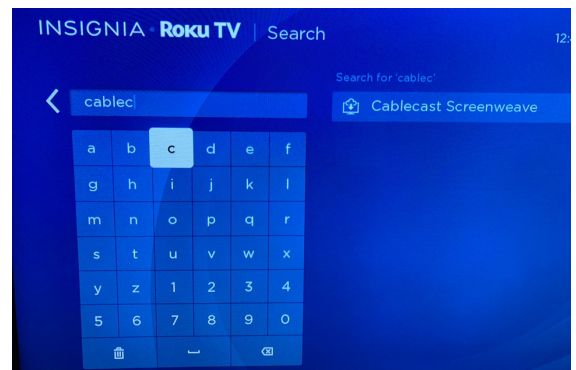 INSIGNIA · Roku TV | Search
12:
Search for 'cablec'
cablec
Cablecast Screenweave
a b c d e f
g h i j k l
m n o p q r
s t u v w x
y z 1 2 3 4
5 6 7 8 9 0